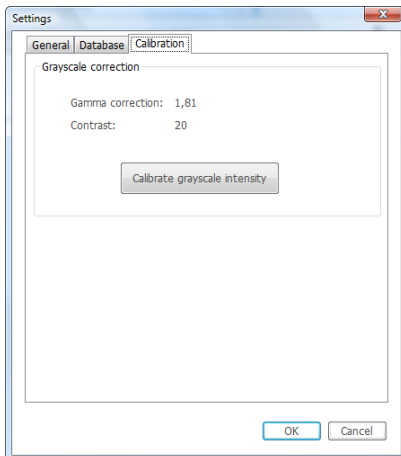 Settings
General Database Calibration
Grayscale correction
Gamma correction: 1,81
Contrast: 20
Calibrate grayscale intensity
OK Cancel